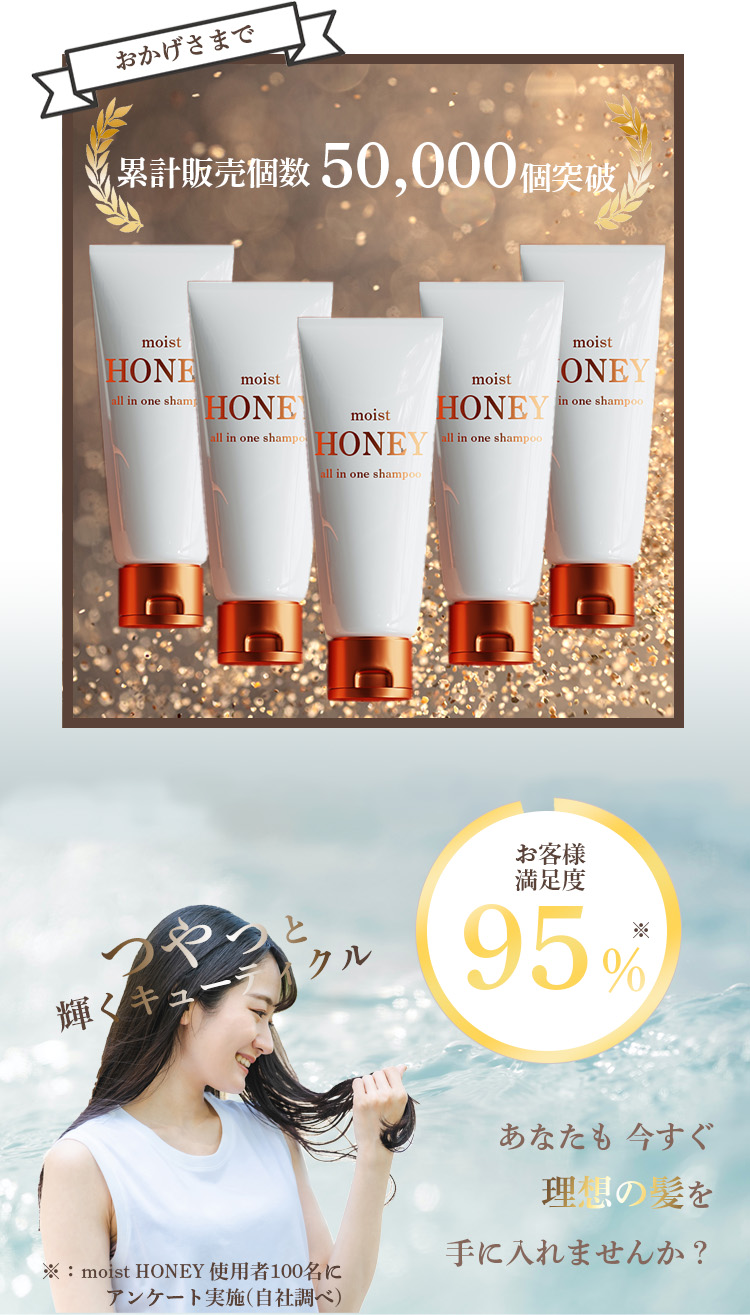 おかげさまで
累計販売個数 50,000個突破
moist
HONE
all in one shamp
moist
HONEY
all in one shampo
moist
HONEY
all in one shampoo
moist
HONEY
all in one shampoo
moist
ONEY
in one shampoo
お客様
満足度
95%※
つやっと
輝くキューティクル
あなたも 今すぐ
理想の髪を
手に入れませんか？
※：moist HONEY 使用者100名に
アンケート実施(自社調べ)